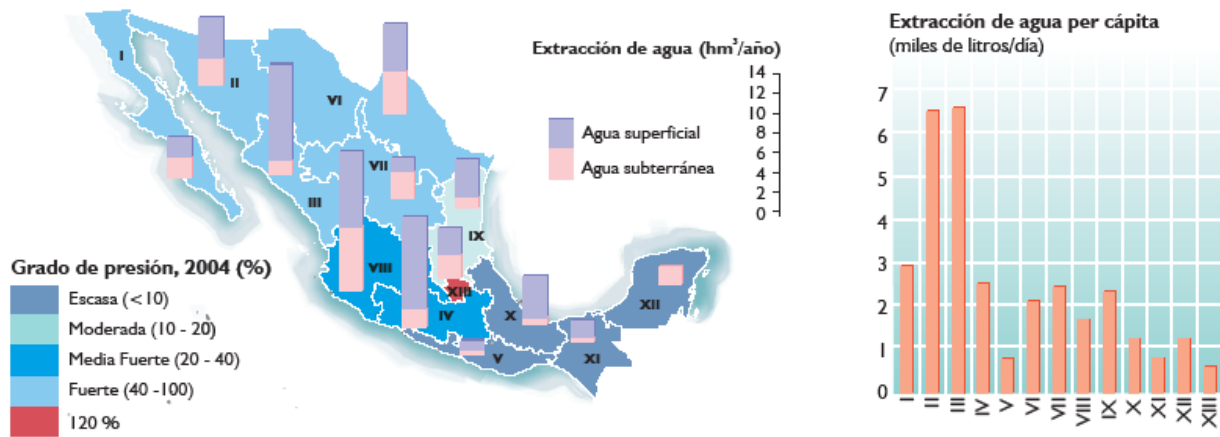 I
II
VI
VII
III
IX
VIII
XIII
IV
X
XII
V
XI
Extracción de agua (hm³/año)
14
12
10
8
6
4
2
0
Agua superficial
Agua subterránea
Grado de presión, 2004 (%)
Escasa (<10)
Moderada (10 - 20)
Media Fuerte (20 - 40)
Fuerte (40 -100)
120 %
Extracción de agua per cápita
(miles de litros/día)
7
6
5
4
3
2
1
0
I
II
III
IV
V
VI
VII
VIII
IX
X
XI
XII
XIII